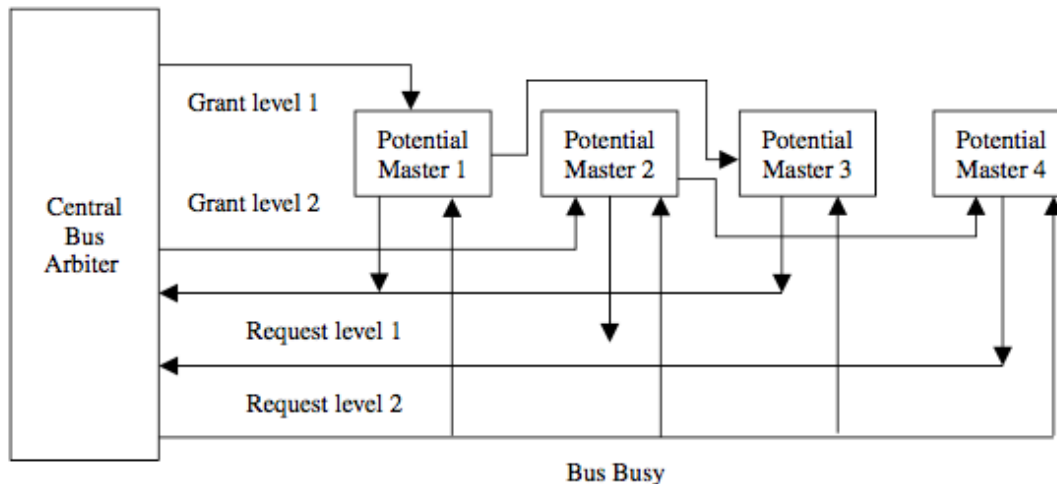 Grant level 1
Potential
Master 1
Potential
Master 2
Potential
Master 3
Potential
Master 4
Grant level 2
Central
Bus
Arbiter
Request level 1
Request level 2
Bus Busy